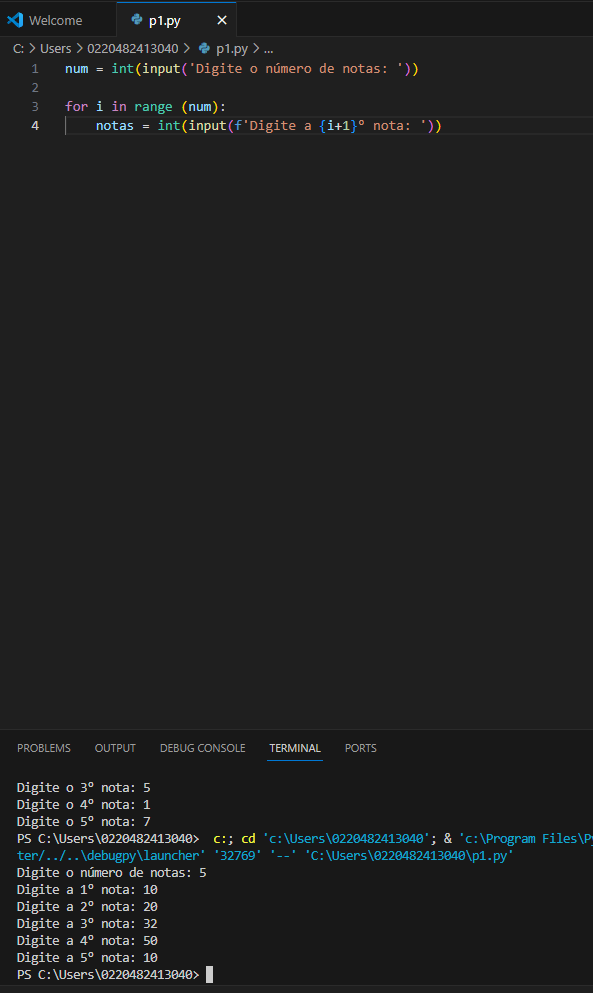 Welcome
p1.py
C: > Users > 0220482413040 > p1.py > ...
1 num = int(input('Digite o número de notas: '))
2
3 for i in range (num):
4 notas = int(input(f'Digite a {i+1}º nota: '))
PROBLEMS OUTPUT DEBUG CONSOLE TERMINAL PORTS
Digite o 3º nota: 5
Digite o 4º nota: 1
Digite o 5º nota: 7
PS C:\Users\0220482413040> c:; cd 'c:\Users\0220482413040'; & 'c:\Program Files\Py
ter/../..\debugpy\launcher' '32769' '--' 'C:\Users\0220482413040\p1.py'
Digite o número de notas: 5
Digite a 1º nota: 10
Digite a 2º nota: 20
Digite a 3º nota: 32
Digite a 4º nota: 50
Digite a 5º nota: 10
PS C:\Users\0220482413040>